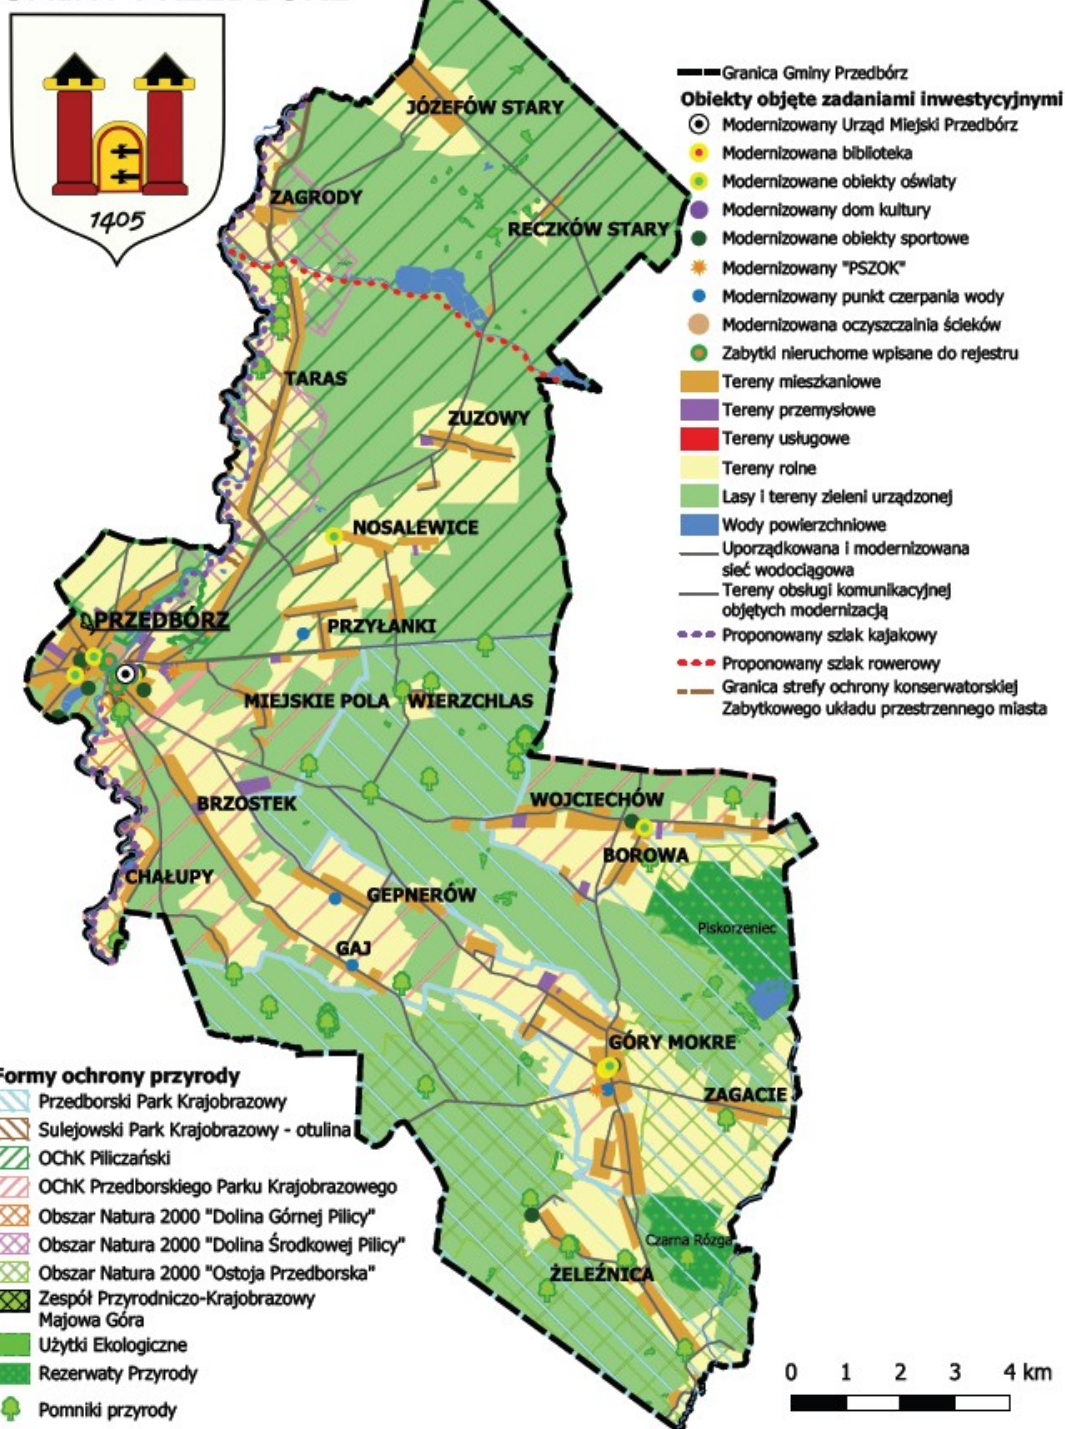 1405
JÓZEFÓW STARY
ZAGRODY
RECZKÓW STARY
TARAS
ZUZOWY
NOSALEWICE
PRZEDBÓRZ
PRZYŁANKI
MIEJSKIE POLA
WIERZCHLAS
WOJCIECHÓW
BRZOSTEK
BOROWA
CHAŁUPY
GEPNERÓW
Piskorzeniec
GAJ
GÓRY MOKRE
ZAGACIE
Czarna Rózga
ŻELEŹNICA
Granica Gminy Przedbórz
Obiekty objęte zadaniami inwestycyjnymi
Modernizowany Urząd Miejski Przedbórz
Modernizowana biblioteka
Modernizowane obiekty oświaty
Modernizowany dom kultury
Modernizowane obiekty sportowe
Modernizowany "PSZOK"
Modernizowany punkt czerpania wody
Modernizowana oczyszczalnia ścieków
Zabytki nieruchome wpisane do rejestru
Tereny mieszkaniowe
Tereny przemysłowe
Tereny usługowe
Tereny rolne
Lasy i tereny zieleni urządzonej
Wody powierzchniowe
Uporządkowana i modernizowana
sieć wodociągowa
Tereny obsługi komunikacyjnej
objętych modernizacją
Proponowany szlak kajakowy
Proponowany szlak rowerowy
Granica strefy ochrony konserwatorskiej
Zabytkowego układu przestrzennego miasta
Formy ochrony przyrody
Przedborski Park Krajobrazowy
Sulejowski Park Krajobrazowy - otulina
OChK Piliczański
OChK Przedborskiego Parku Krajobrazowego
Obszar Natura 2000 "Dolina Górnej Pilicy"
Obszar Natura 2000 "Dolina Środkowej Pilicy"
Obszar Natura 2000 "Ostoja Przedborska"
Zespół Przyrodniczo-Krajobrazowy
Majowa Góra
Użytki Ekologiczne
Rezerwaty Przyrody
Pomniki przyrody
0 1 2 3 4 km